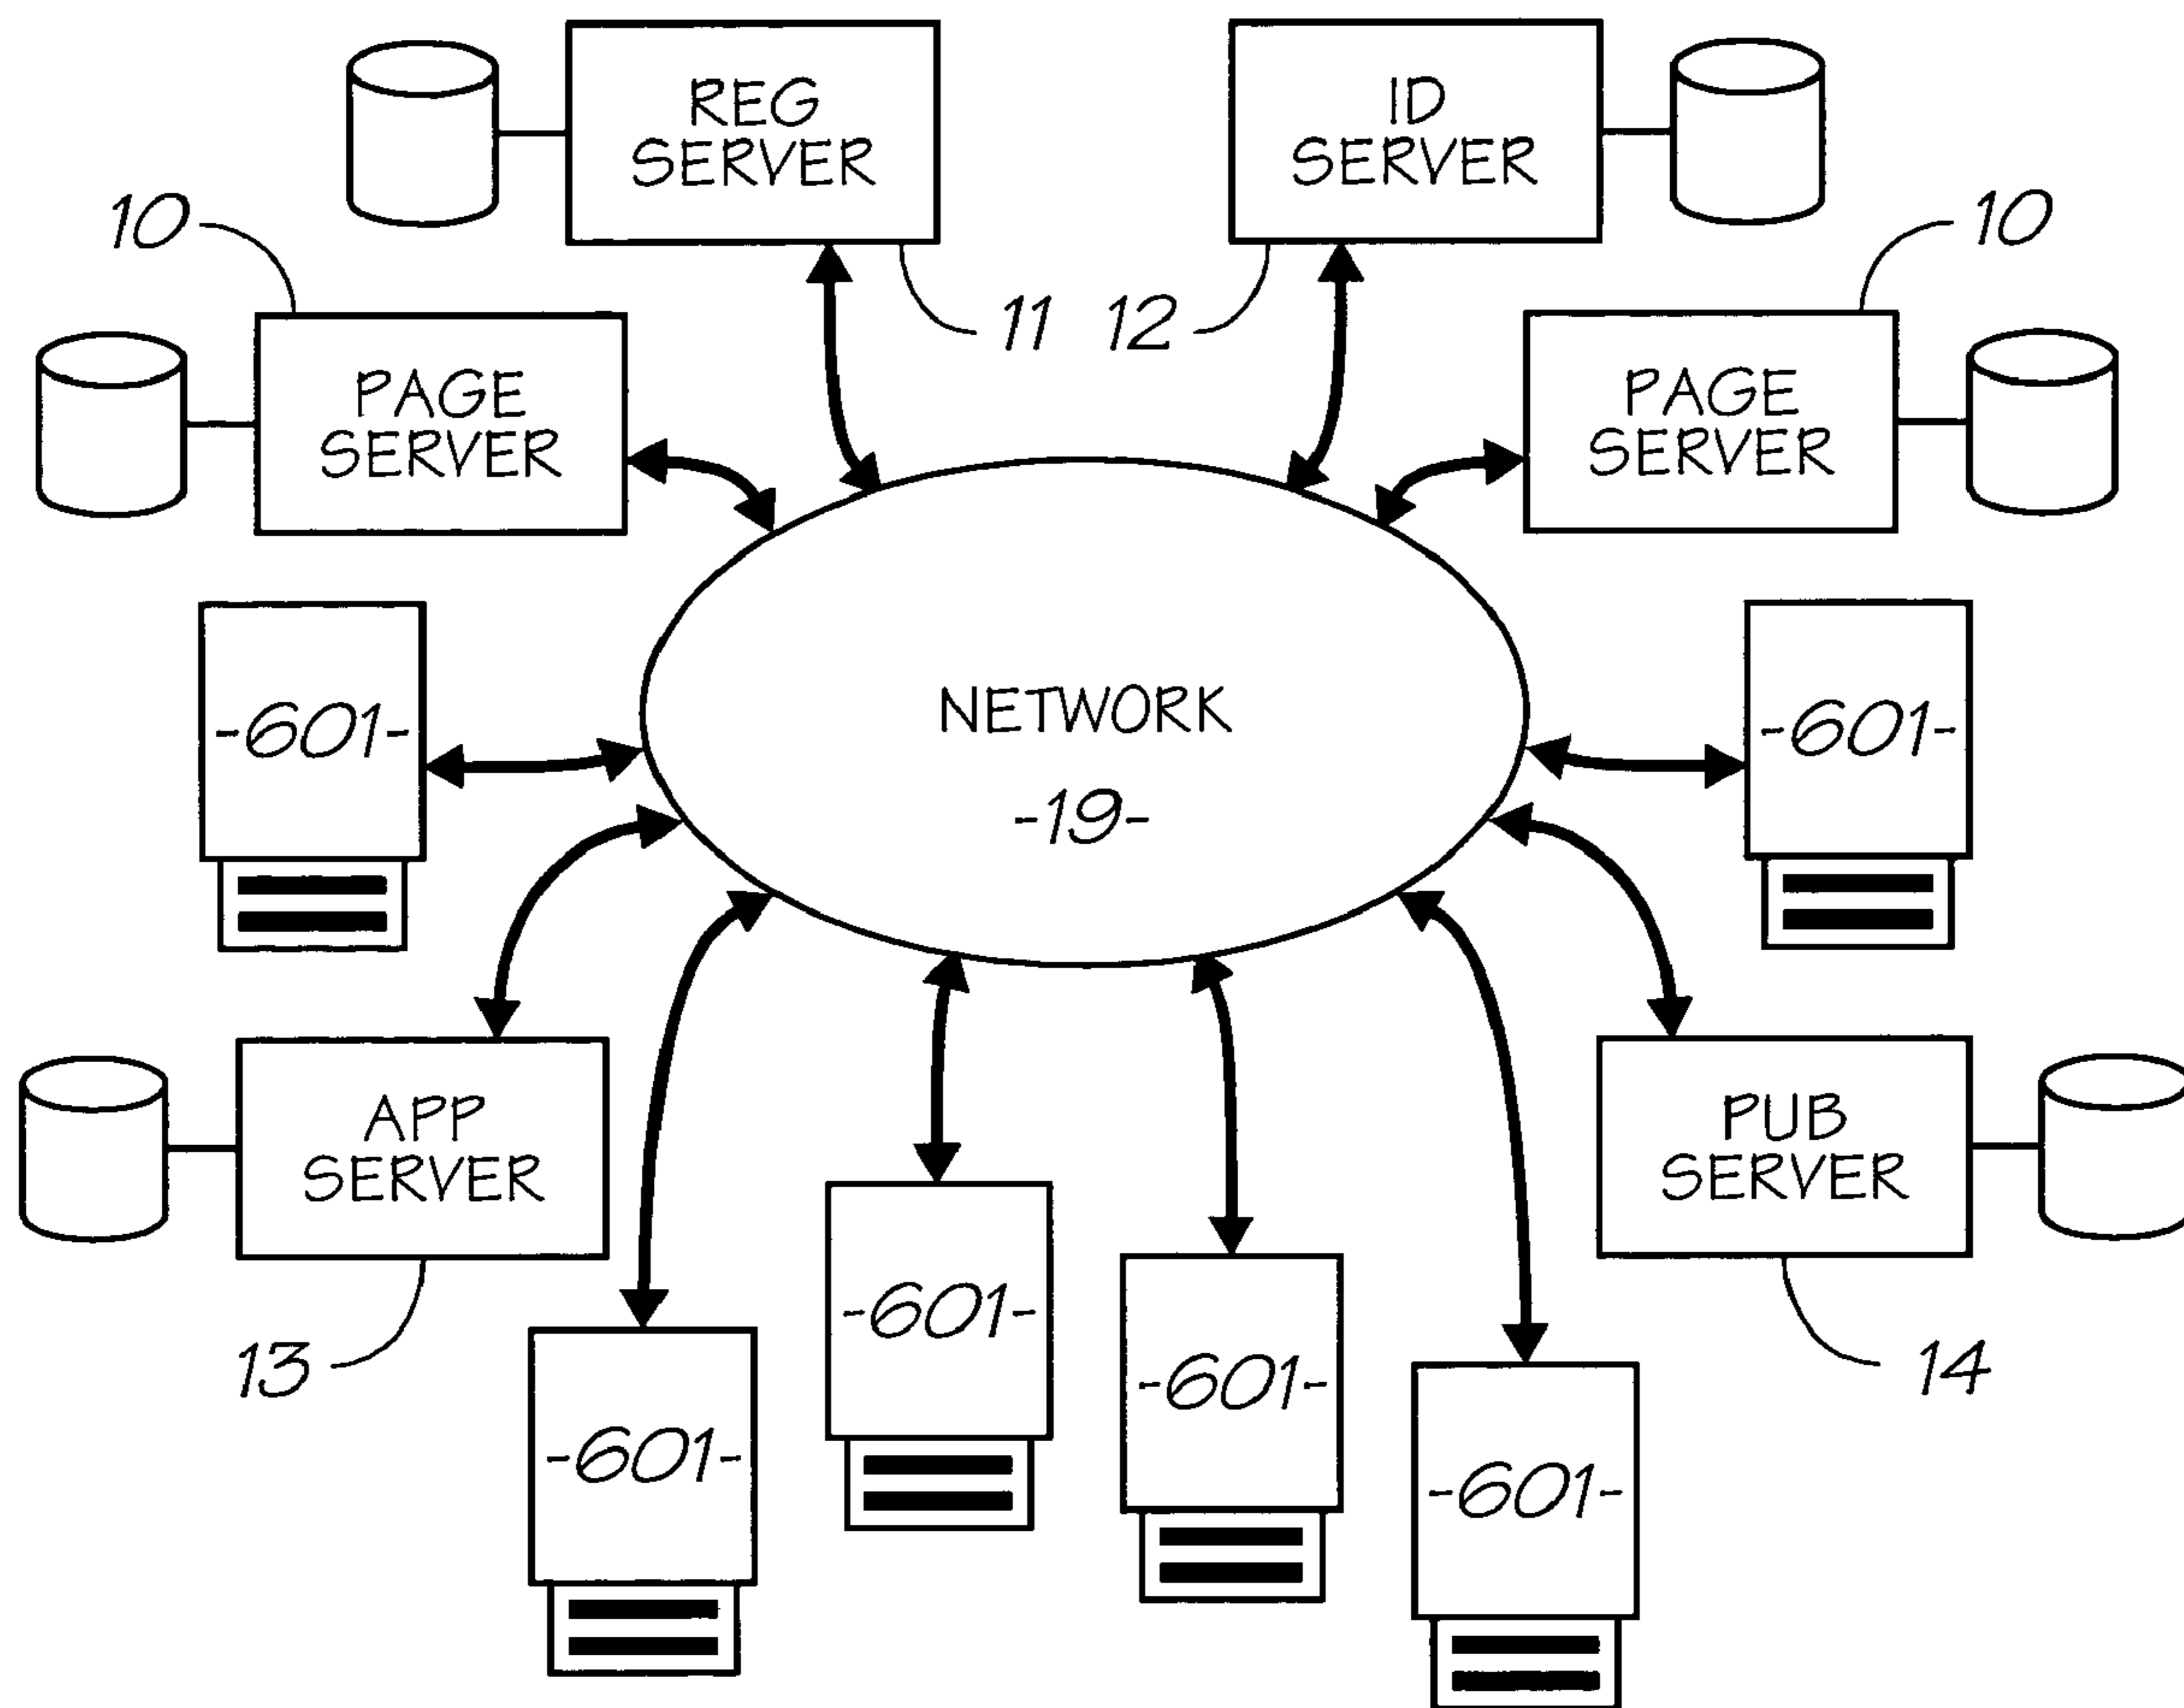 REG
SERVER
ID
SERVER
10
10
11
12
PAGE
SERVER
PAGE
SERVER
-601-
NETWORK
-19-
-601-
APP
SERVER
PUB
SERVER
13
-601-
-601-
-601-
-601-
14